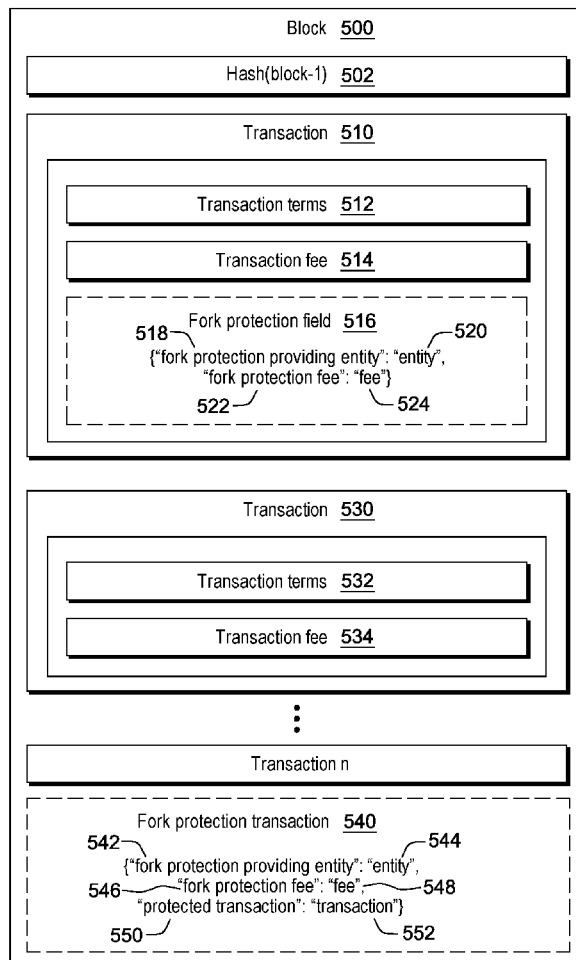 Block 500
Hash(block-1) 502
Transaction 510
Transaction terms 512
Transaction fee 514
Fork protection field 516
518 520
{“fork protection providing entity”: “entity”,
“fork protection fee”: “fee”}
522 524
Transaction 530
Transaction terms 532
Transaction fee 534
Transaction n
Fork protection transaction 540
542 544
{“fork protection providing entity”: “entity”,
546 “fork protection fee”: “fee”, 548
“protected transaction”: “transaction”}
550 552